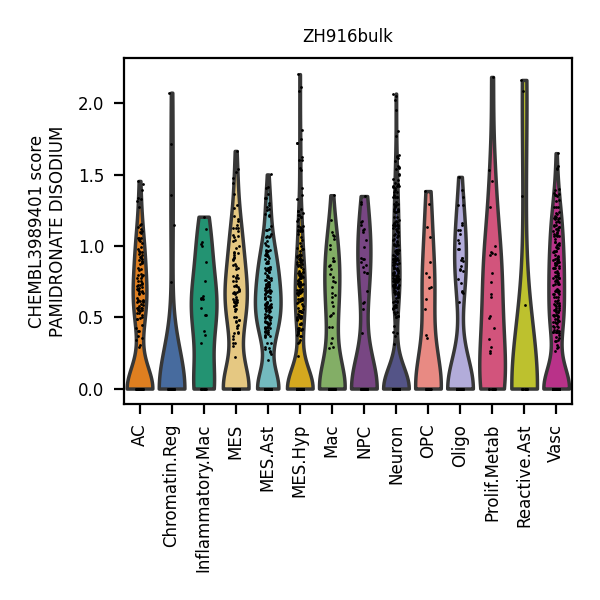 ZH916bulk
CHEMBL3989401 score
PAMIDRONATE DISODIUM
2.0
1.5
1.0
0.5
0.0
AC
Chromatin.Reg
Inflammatory.Mac
MES
MES.Ast
MES.Hyp
Mac
NPC
Neuron
OPC
Oligo
Prolif.Metab
Reactive.Ast
Vasc